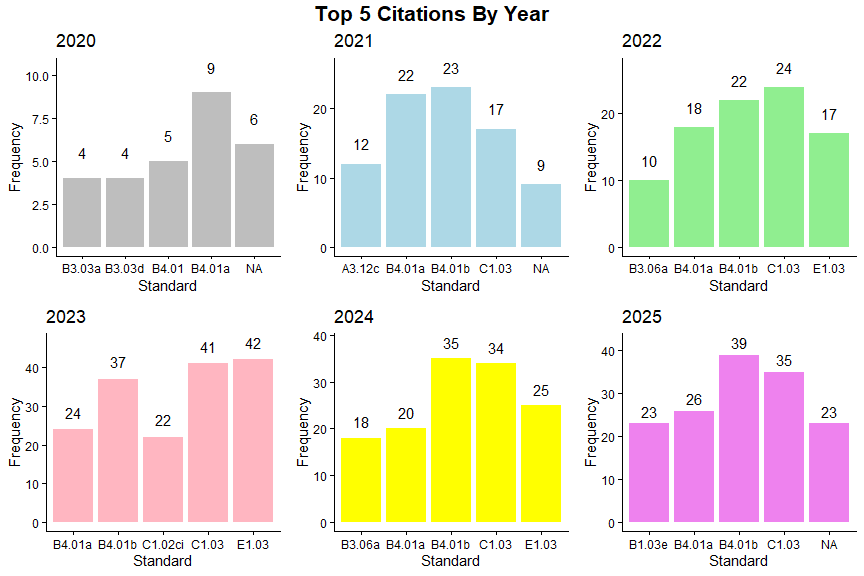 Top 5 Citations By Year
2020
Frequency
10.0
7.5
5.0
2.5
0.0
4
4
5
9
6
B3.03a
B3.03d
B4.01
B4.01a
NA
Standard
2021
Frequency
20
10
0
12
22
23
17
9
A3.12c
B4.01a
B4.01b
C1.03
NA
Standard
2022
Frequency
20
10
0
10
18
22
24
17
B3.06a
B4.01a
B4.01b
C1.03
E1.03
Standard
2023
Frequency
40
30
20
10
0
24
37
22
41
42
B4.01a
B4.01b
C1.02ci
C1.03
E1.03
Standard
2024
Frequency
40
30
20
10
0
18
20
35
34
25
B3.06a
B4.01a
B4.01b
C1.03
E1.03
Standard
2025
Frequency
40
30
20
10
0
23
26
39
35
23
B1.03e
B4.01a
B4.01b
C1.03
NA
Standard